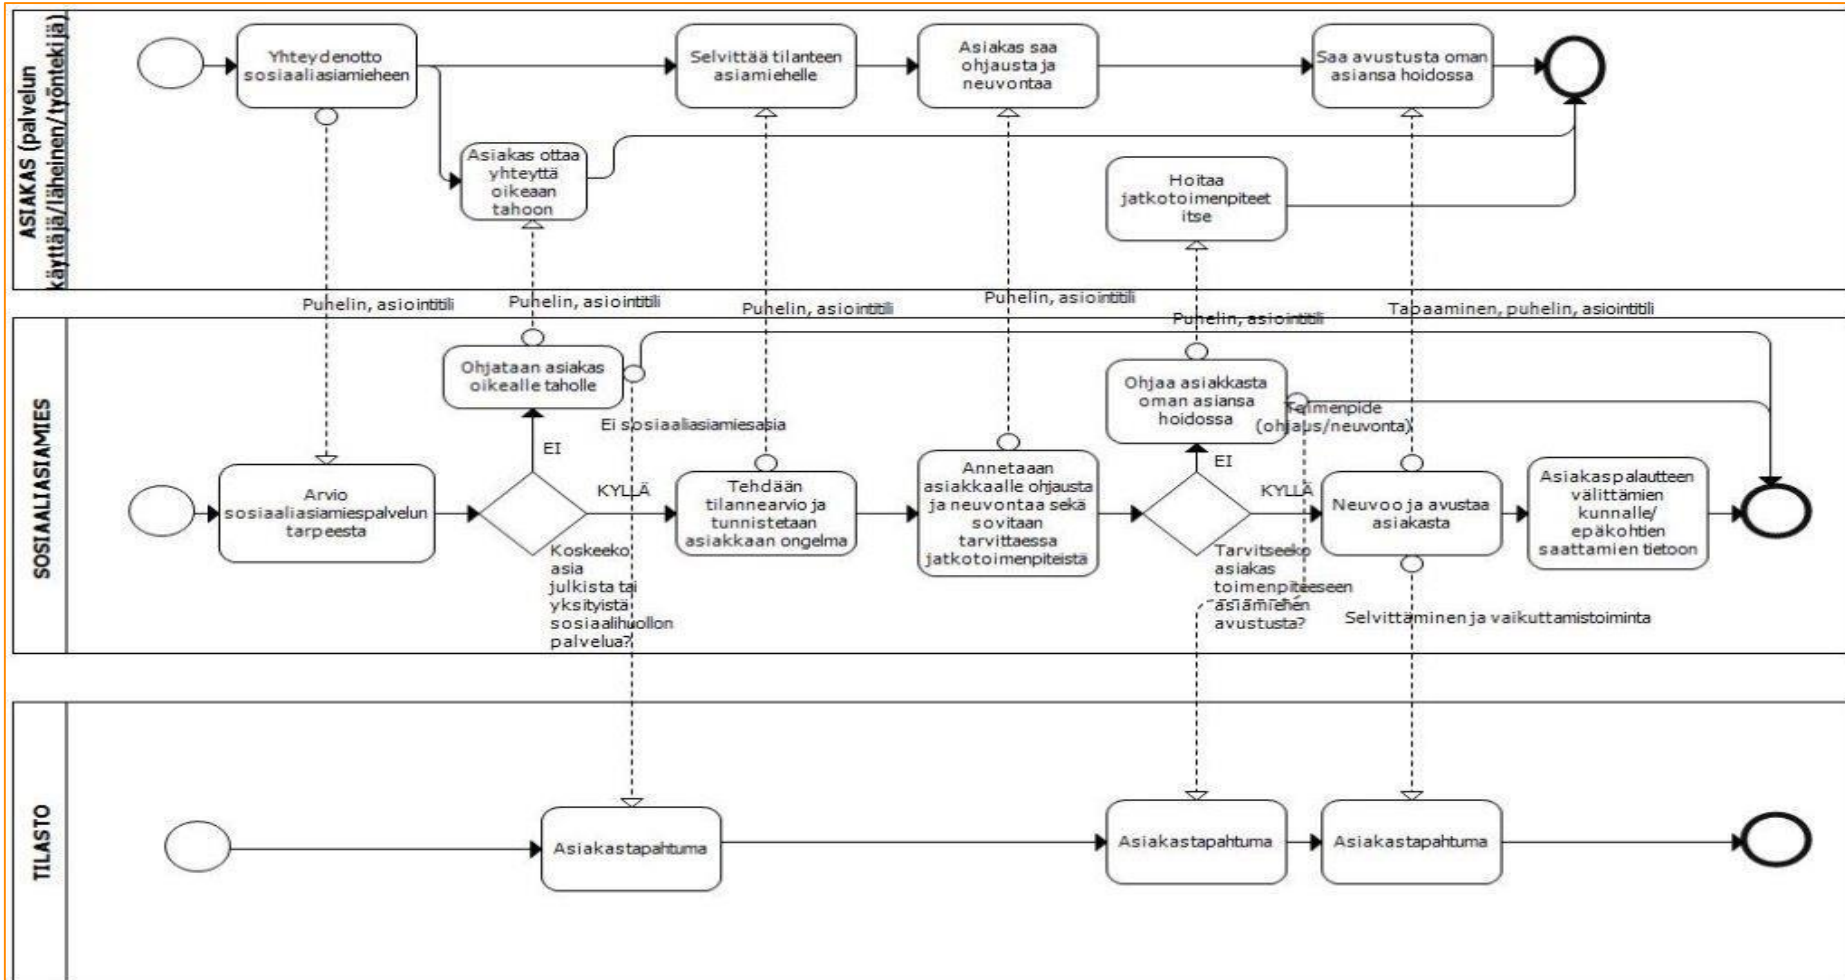 ASIAKAS (palvelun
käyttäjä/läheinen/työntekijä)
Yhteydenotto
sosiaaliasiamieheen
Selvittää tilanteen
asiamiehelle
Asiakas saa
ohjausta ja
neuvontaa
Saa avustusta oman
asiansa hoidossa
Asiakas ottaa
yhteyttä
oikeaan
tahoon
Hoitaa
jatkotoimenpiteet
itse
Puhelin, asiointitili
Puhelin, asiointitili
Puhelin, asiointitili
Puhelin, asiointitili
Puhelin, asiointitili
Tapaaminen, puhelin, asiointitili
SOSIAALIASIAMIES
Ohjataan asiakas
oikealle taholle
Ei sosiaaliasiamiesasia
EI
Arvio
sosiaaliasiamiespalvelun
tarpeesta
KYLLÄ
Koskeeko
asia
julkista tai
yksityistä
sosiaalihuollon
palvelua?
Tehdään
tilannearvio ja
tunnistetaan
asiakkaan ongelma
Annetaaan
asiakkaalle ohjausta
ja neuvontaa sekä
sovitaan
tarvittaessa
jatkotoimenpiteistä
Ohjaa asiakkasta
oman asiansa
hoidossa
Toimenpide
(ohjaus/neuvonta)
EI
KYLLÄ
Tarvitseeko
asiakas
toimenpiteeseen
asiamiehen
avustusta?
Neuvoo ja avustaa
asiakasta
Asiakaspalautteen
välittämien
kunnalle/
epäkohtien
saattamien tietoon
Selvittäminen ja vaikuttamistoiminta
TILASTO
Asiakastapahtuma
Asiakastapahtuma
Asiakastapahtuma